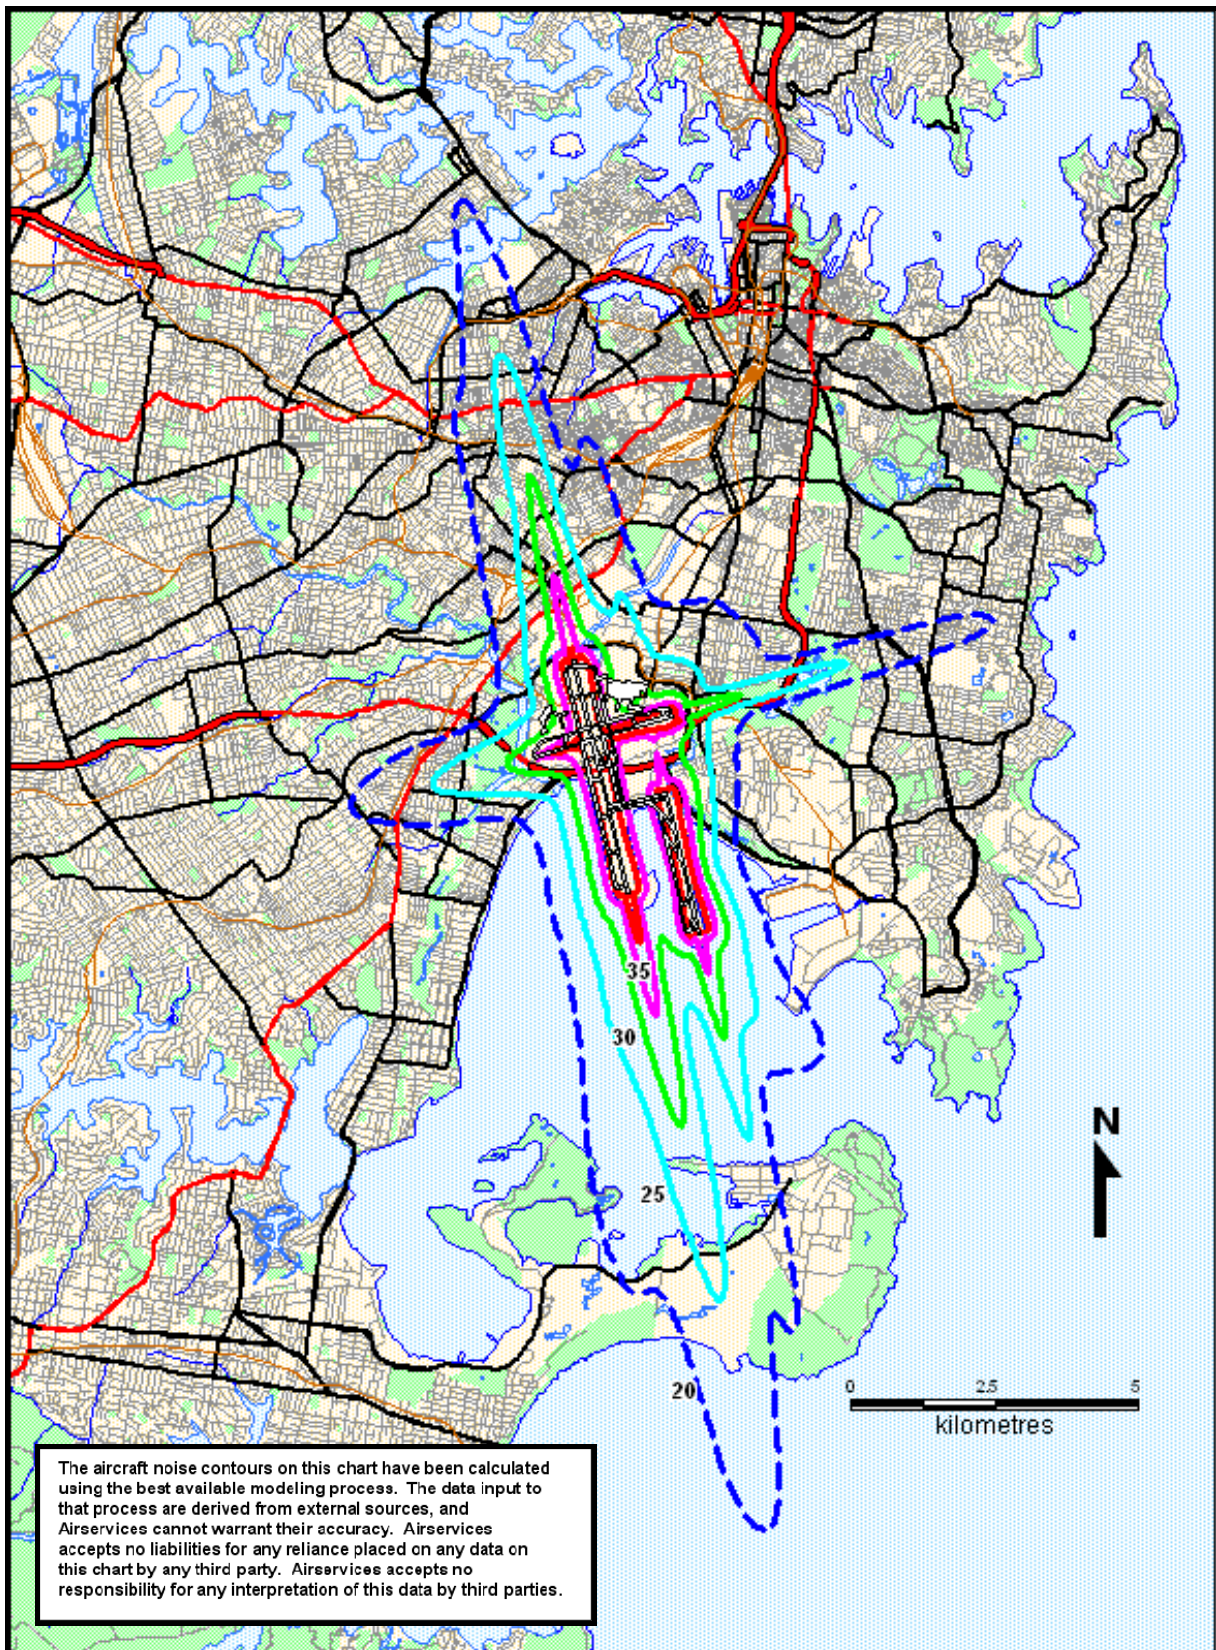 35
30
N
25
20
0 2.5 5
kilometres
The aircraft noise contours on this chart have been calculated
using the best available modeling process. The data input to
that process are derived from external sources, and
Airservices cannot warrant their accuracy. Airservices
accepts no liabilities for any reliance placed on any data on
this chart by any third party. Airservices accepts no
responsibility for any interpretation of this data by third parties.